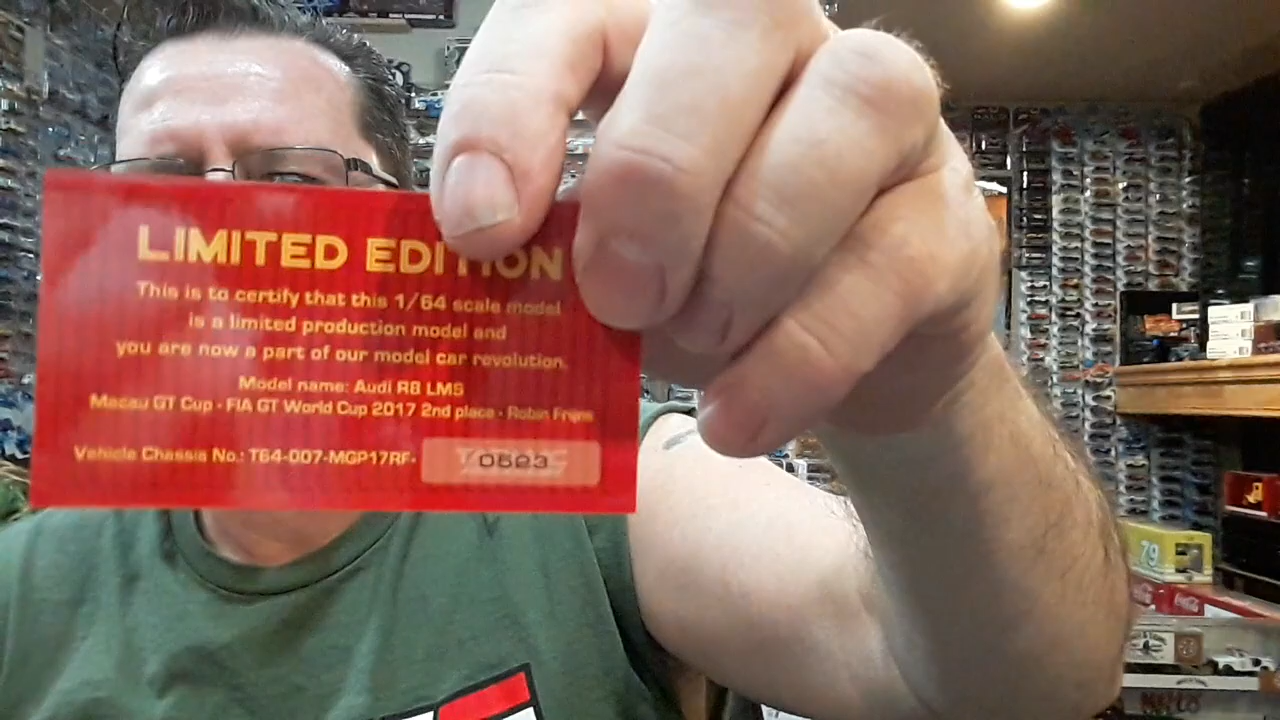 LIMITED EDITION
This is to certify that this 1/64 scale model
is a limited production model and
you are now a part of our model car revolution.
Model name: Audi R8 LMS
Macau GT Cup - FIA GT World Cup 2017 2nd place - Robin Frijns
Vehicle Chassis No.: T64-007-MGP17RF-
79